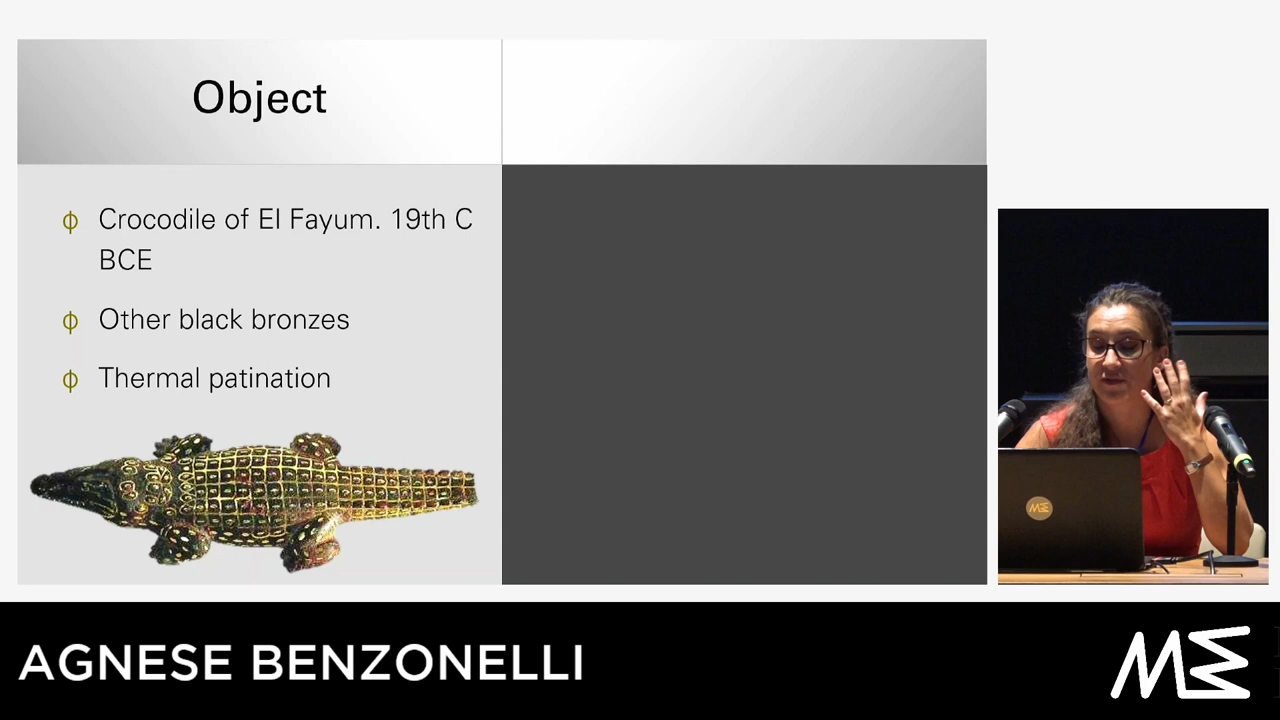 Object
ф Crocodile of El Fayum. 19th C
BCE
ф Other black bronzes
ф Thermal patination
AGNESE BENZONELLI